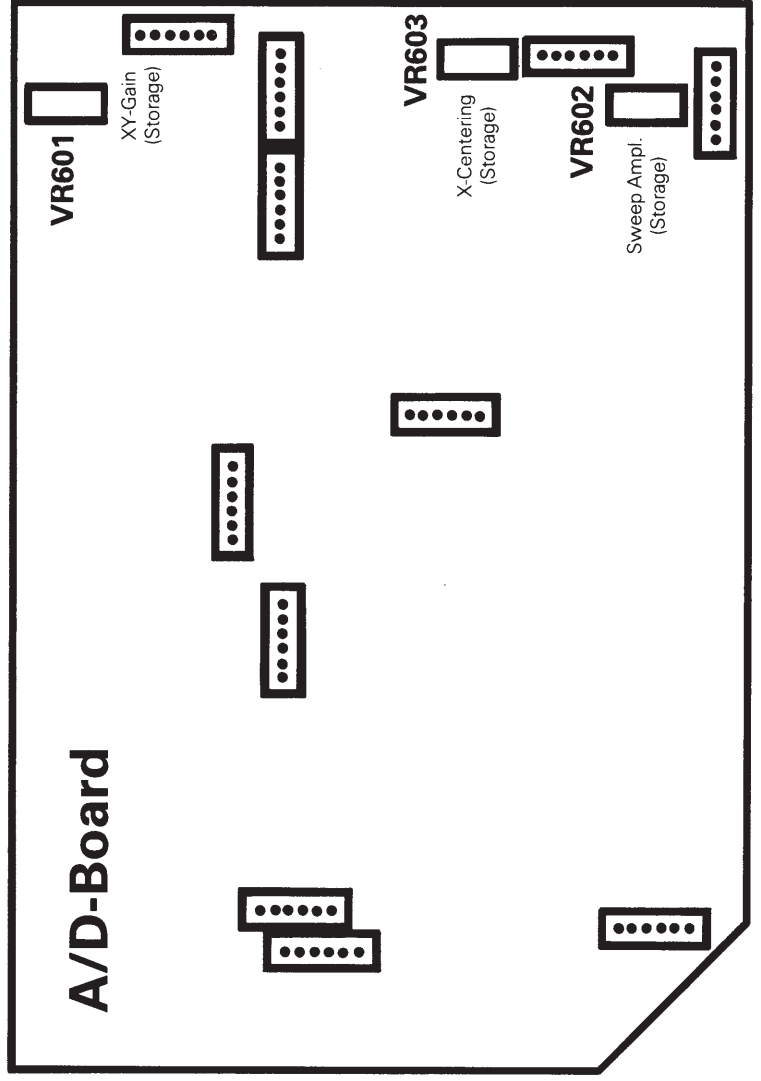 A/D-Board
VR601
XY-Gain
(Storage)
VR603
X-Centering
(Storage)
VR602
Sweep Ampl.
(Storage)